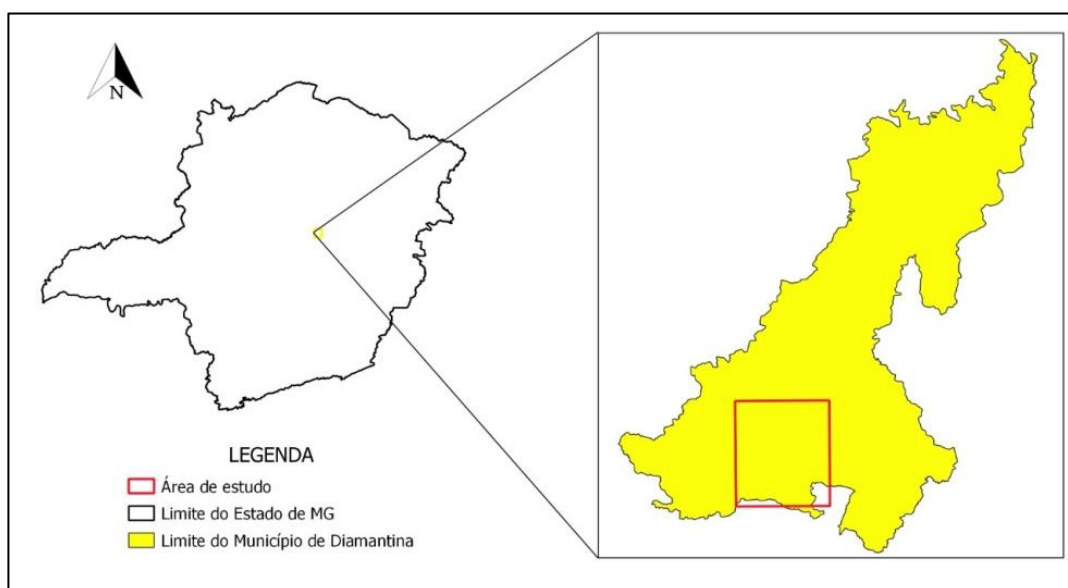 N
LEGENDA
Área de estudo
Limite do Estado de MG
Limite do Município de Diamantina